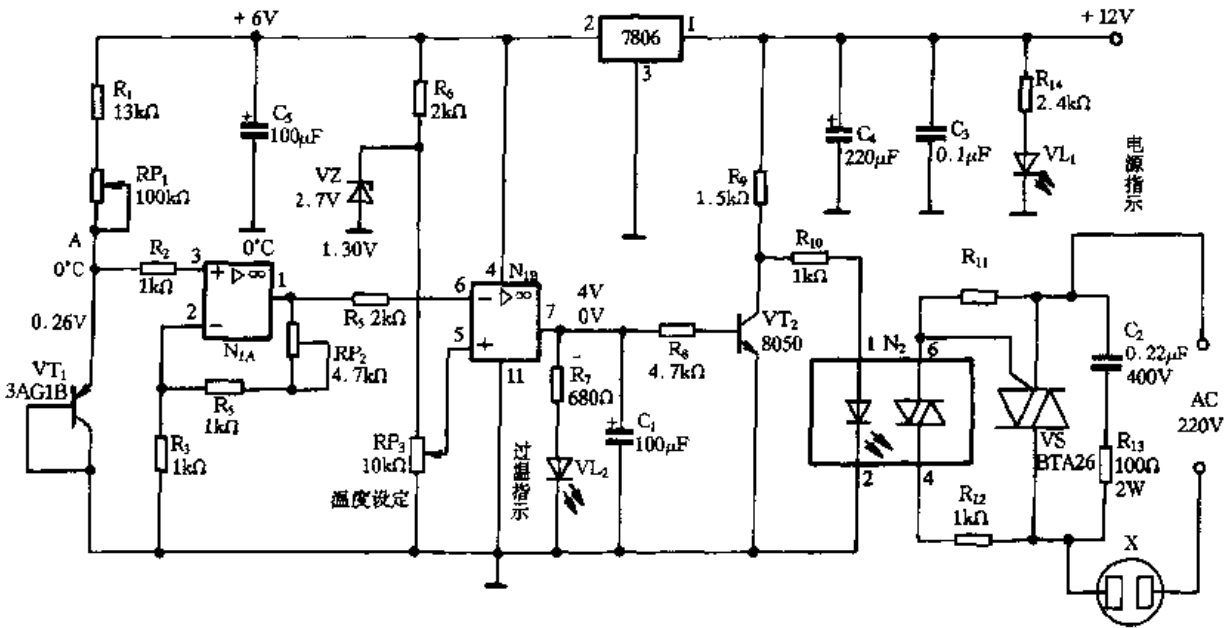 +6V
2
7806
1
+12V
3
R1
13kΩ
C5
100μF
R6
2kΩ
R14
2.4kΩ
C4
220μF
C3
0.1μF
VL1
电源指示
RP1
100kΩ
VZ
2.7V
R9
1.5kΩ
A
0°C
R2
1kΩ
3
0°C
1.30V
+ ▷ ∞
1
2
−
N1A
0.26V
R5 2kΩ
4
N1B
6
− ▷ ∞
5
+
7
11
4V
0V
R10
1kΩ
R11
VT1
3AG1B
RP2
4.7kΩ
R5
1kΩ
R3
1kΩ
R7
680Ω
R8
4.7kΩ
VT2
8050
1 N2
6
C2
0.22μF
400V
AC
220V
RP3
10kΩ
温度设定
过温指示
VL2
C1
100μF
2
4
VS
BTA26
R13
100Ω
2W
R12
1kΩ
X